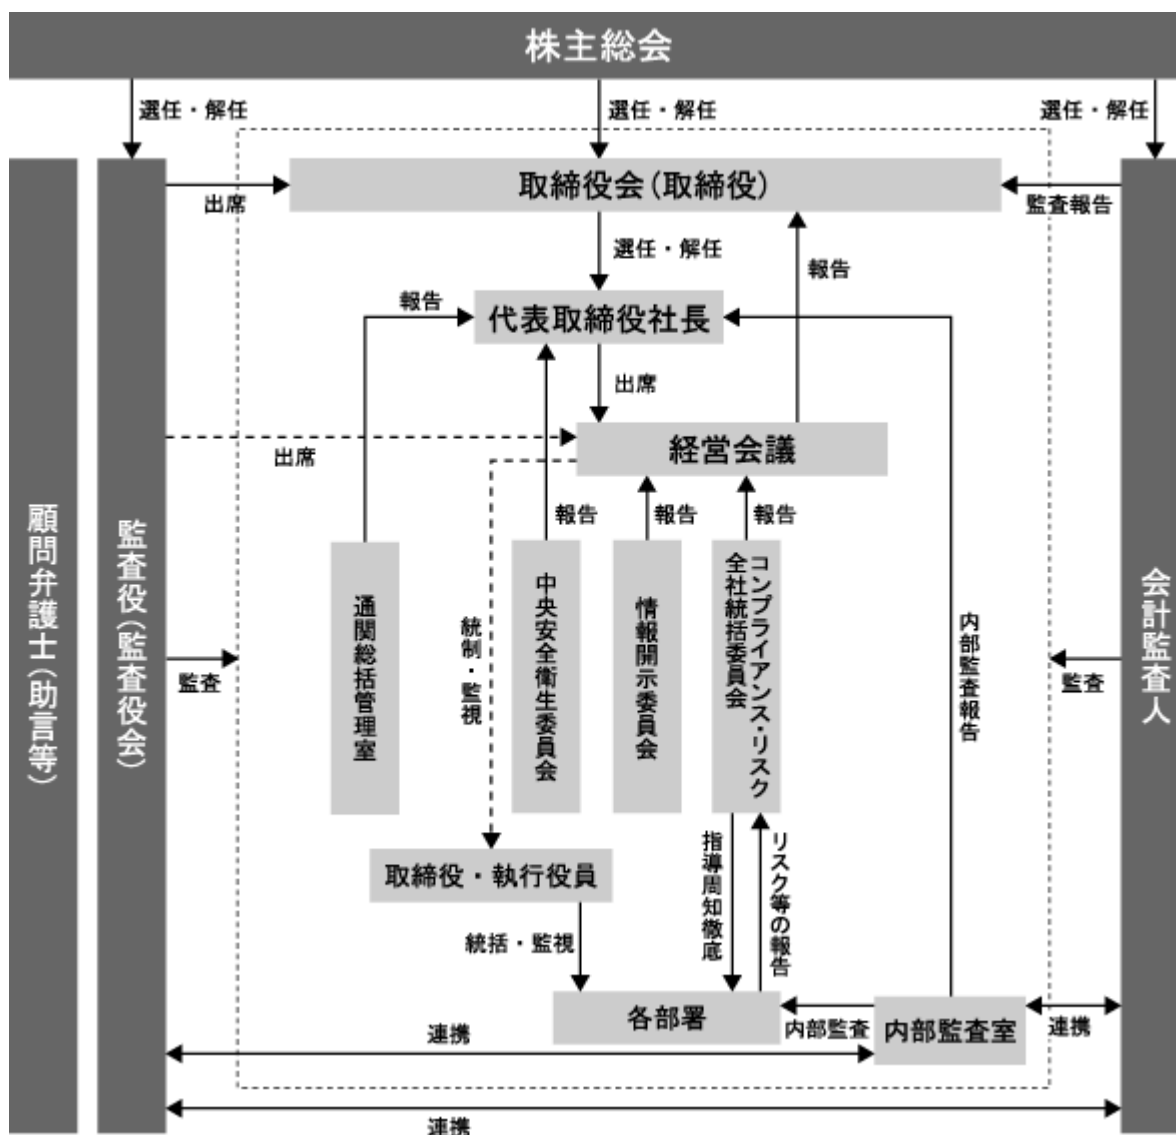 株主総会
選任・解任
選任・解任
選任・解任
取締役会(取締役)
出席
監査報告
選任・解任
報告
報告
代表取締役社長
出席
経営会議
出席
報告
報告
報告
顧問弁護士(助言等)
監査役(監査役会)
通関総括管理室
統制・監視
中央安全衛生委員会
情報開示委員会
コンプライアンス・リスク
全社統括委員会
内部監査報告
会計監査人
監査
監査
取締役・執行役員
指導周知徹底
リスク等の報告
統括・監視
各部署
内部監査
内部監査室
連携
連携
連携